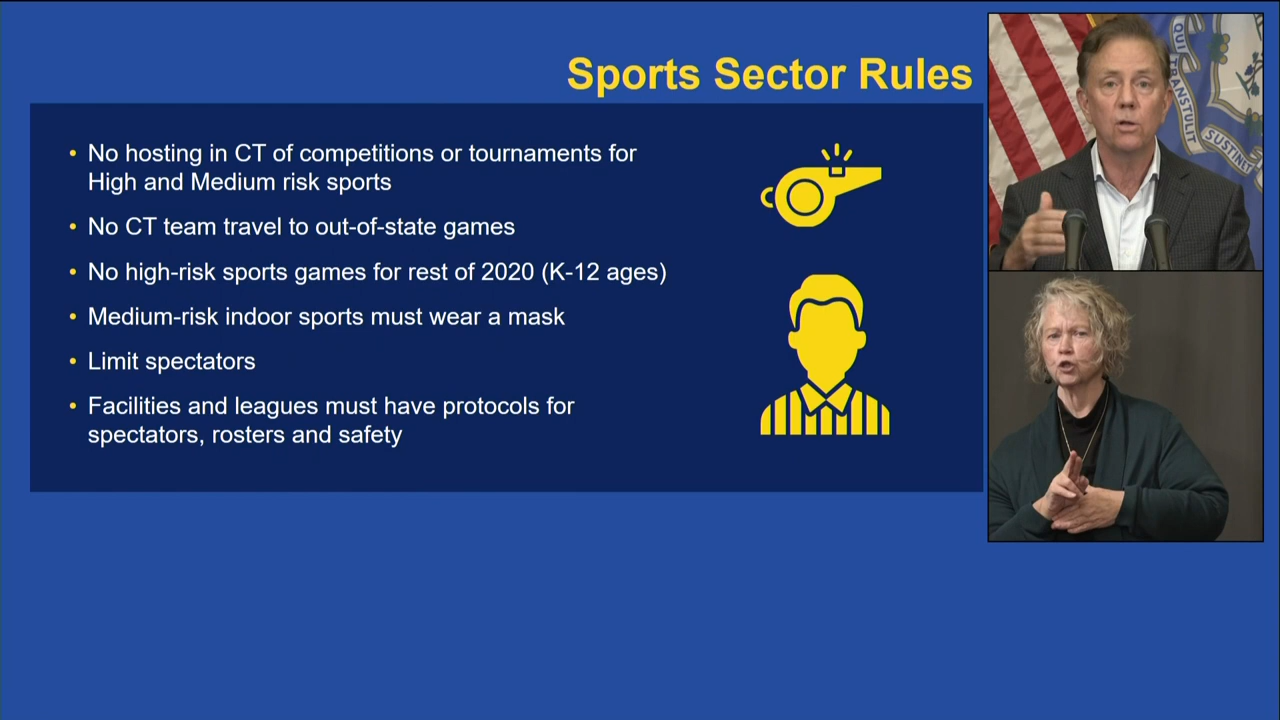 Sports Sector Rules
• No hosting in CT of competitions or tournaments for
High and Medium risk sports
• No CT team travel to out-of-state games
• No high-risk sports games for rest of 2020 (K-12 ages)
• Medium-risk indoor sports must wear a mask
• Limit spectators
• Facilities and leagues must have protocols for
spectators, rosters and safety
QUI
TRANSTULIT
SUSTINET